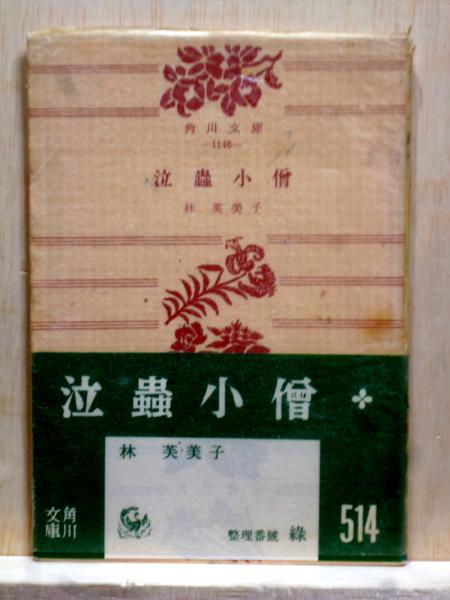 角川文庫
—1146—
泣蟲小僧
林芙美子
泣蟲小僧
林芙美子
角川文庫
整理番號 綠
514